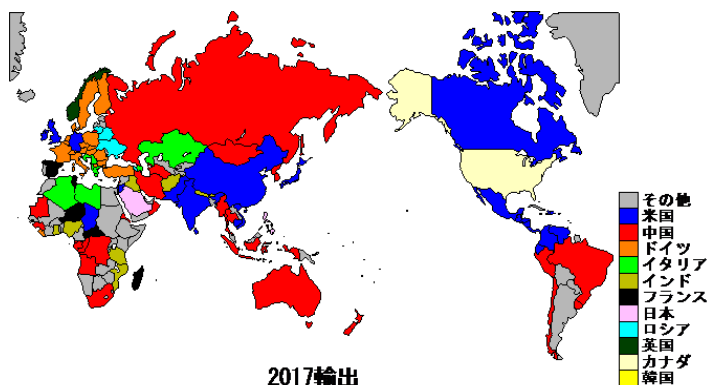 その他
米国
中国
ドイツ
イタリア
インド
フランス
日本
ロシア
英国
カナダ
韓国
2017輸出